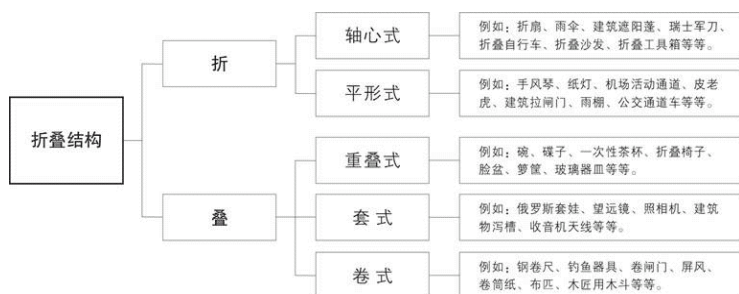 折叠结构
折
轴心式
例如：折扇、雨伞、建筑遮阳蓬、瑞士军刀、
折叠自行车、折叠沙发、折叠工具箱等等。
平形式
例如：手风琴、纸灯、机场活动通道、皮老
虎、建筑拉闸门、雨棚、公交通道车等等。
叠
重叠式
例如：碗、碟子、一次性茶杯、折叠椅子、
脸盆、箩筐、玻璃器皿等等。
套 式
例如：俄罗斯套娃、望远镜、照相机、建筑
物泻槽、收音机天线等等。
卷 式
例如：钢卷尺、钓鱼器具、卷闸门、屏风、
卷筒纸、布匹、木匠用木斗等等。